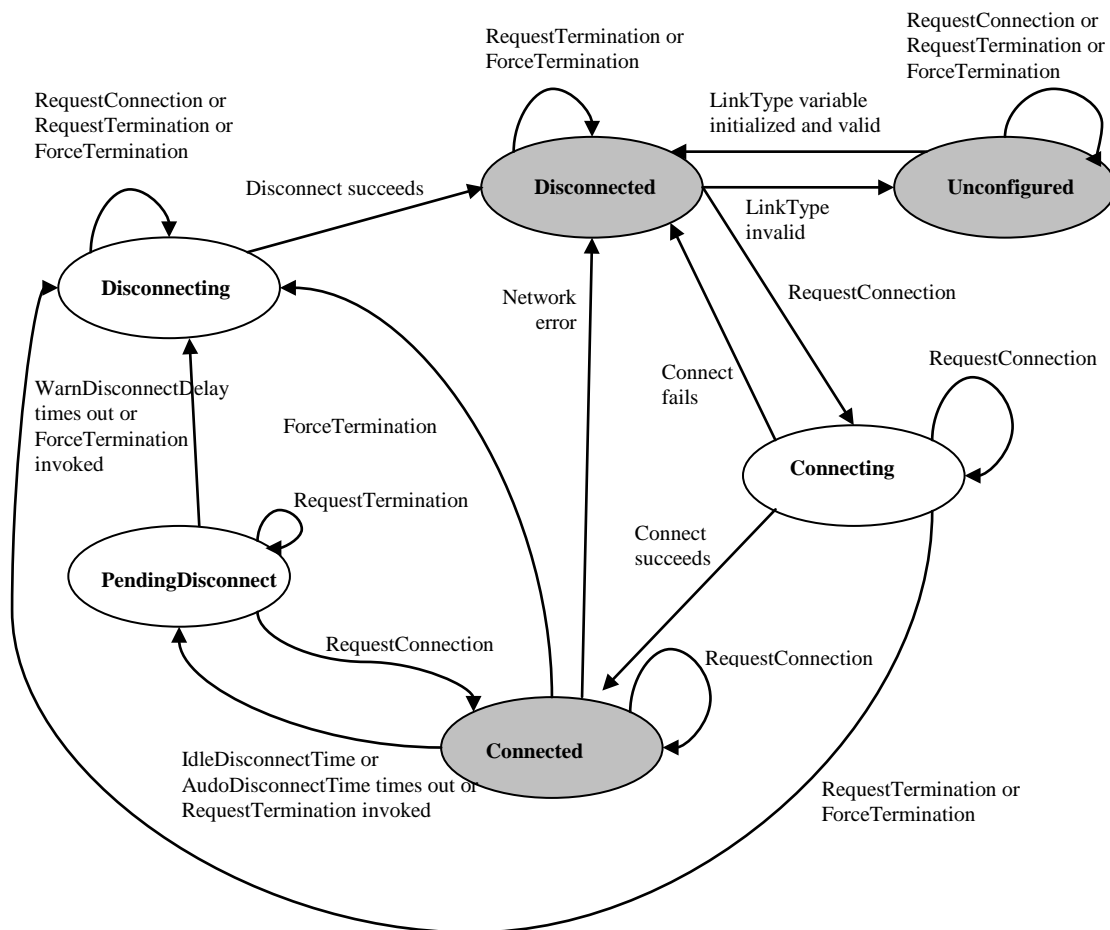 RequestConnection or
RequestTermination or
ForceTermination
RequestTermination or
ForceTermination
RequestConnection or
RequestTermination or
ForceTermination
LinkType variable
initialized and valid
Disconnect succeeds
Disconnected
Unconfigured
LinkType
invalid
Disconnecting
Network
error
RequestConnection
RequestConnection
WarnDisconnectDelay
times out or
ForceTermination
invoked
Connect
fails
ForceTermination
Connecting
RequestTermination
Connect
succeeds
PendingDisconnect
RequestConnection
RequestConnection
Connected
IdleDisconnectTime or
AudoDisconnectTime times out or
RequestTermination invoked
RequestTermination or
ForceTermination